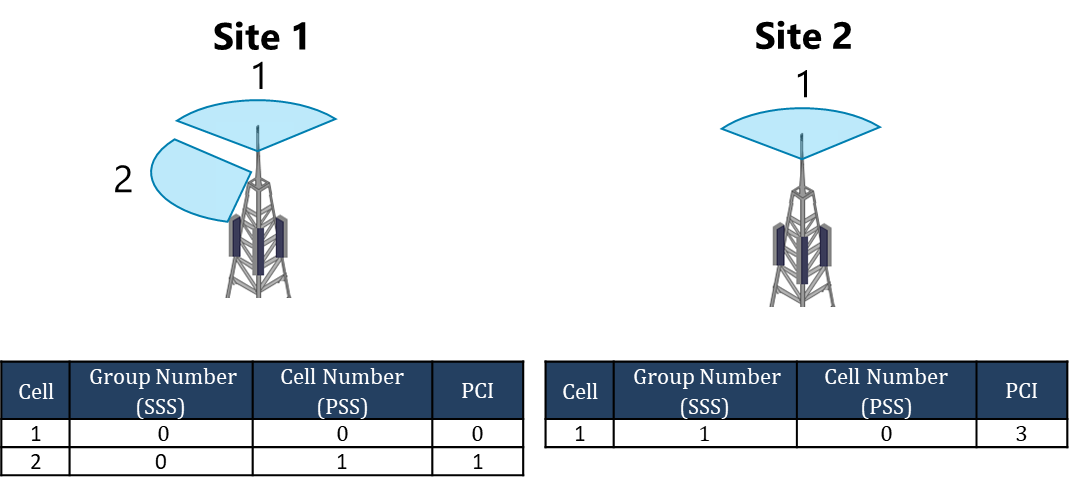 Site 1
1
2
Site 2
1
Cell Group Number (SSS) Cell Number (PSS) PCI
1 0 0 0
2 0 1 1
Cell Group Number (SSS) Cell Number (PSS) PCI
1 1 0 3